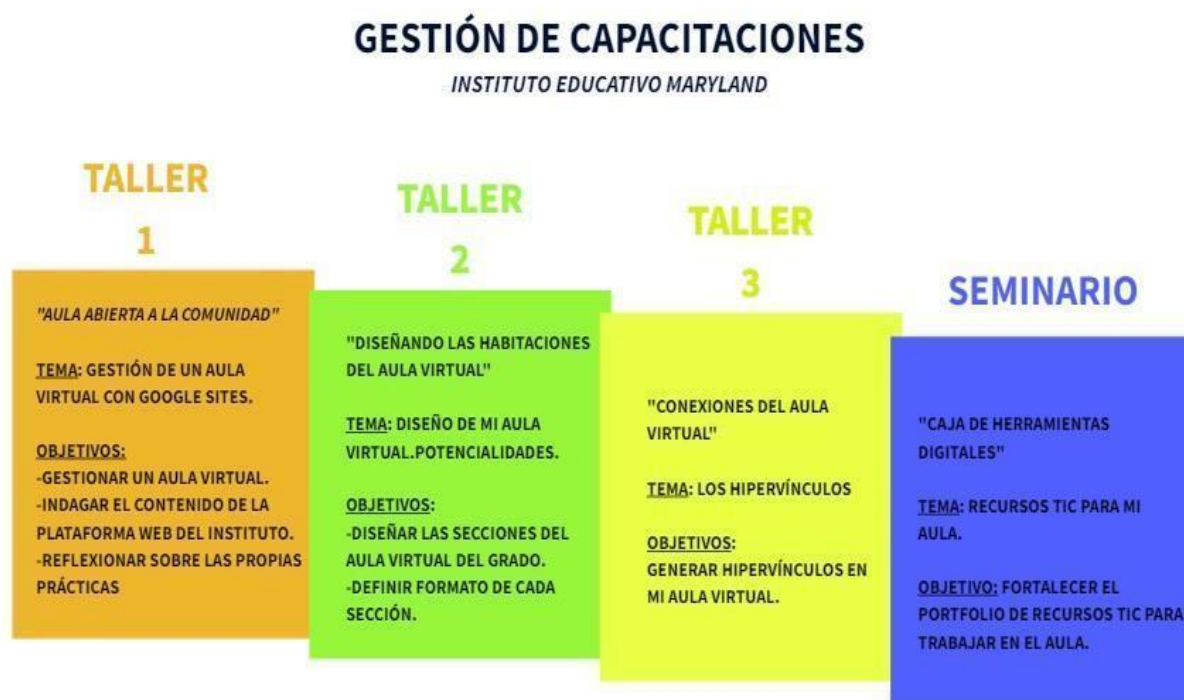 GESTIÓN DE CAPACITACIONES
INSTITUTO EDUCATIVO MARYLAND
TALLER
1
"AULA ABIERTA A LA COMUNIDAD"
TEMA: GESTIÓN DE UN AULA
VIRTUAL CON GOOGLE SITES.
OBJETIVOS:
-GESTIONAR UN AULA VIRTUAL.
-INDAGAR EL CONTENIDO DE LA
PLATAFORMA WEB DEL INSTITUTO.
-REFLEXIONAR SOBRE LAS PROPIAS
PRÁCTICAS
TALLER
2
"DISEÑANDO LAS HABITACIONES
DEL AULA VIRTUAL"
TEMA: DISEÑO DE MI AULA
VIRTUAL.POTENCIALIDADES.
OBJETIVOS:
-DISEÑAR LAS SECCIONES DEL
AULA VIRTUAL DEL GRADO.
-DEFINIR FORMATO DE CADA
SECCIÓN.
TALLER
3
"CONEXIONES DEL AULA
VIRTUAL"
TEMA: LOS HIPERVÍNCULOS
OBJETIVOS:
GENERAR HIPERVÍNCULOS EN
MI AULA VIRTUAL.
SEMINARIO
"CAJA DE HERRAMIENTAS
DIGITALES"
TEMA: RECURSOS TIC PARA MI
AULA.
OBJETIVO: FORTALECER EL
PORTFOLIO DE RECURSOS TIC PARA
TRABAJAR EN EL AULA.